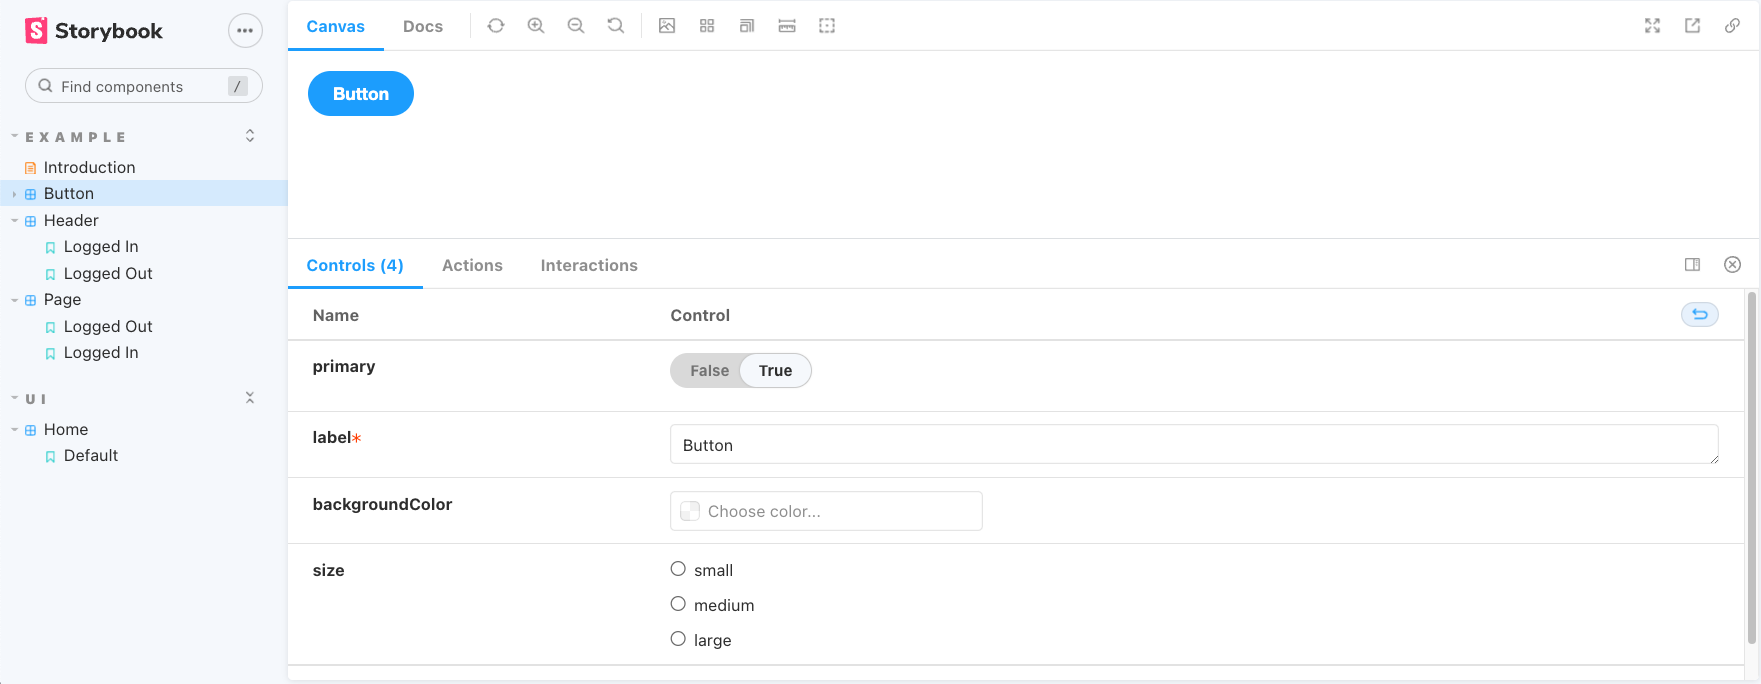 Storybook
Find components /
EXAMPLE
Introduction
Button
Header
Logged In
Logged Out
Page
Logged Out
Logged In
UI
Home
Default
Canvas Docs
Button
Controls (4) Actions Interactions
Name Control
primary False True
label* Button
backgroundColor Choose color...
size small
medium
large